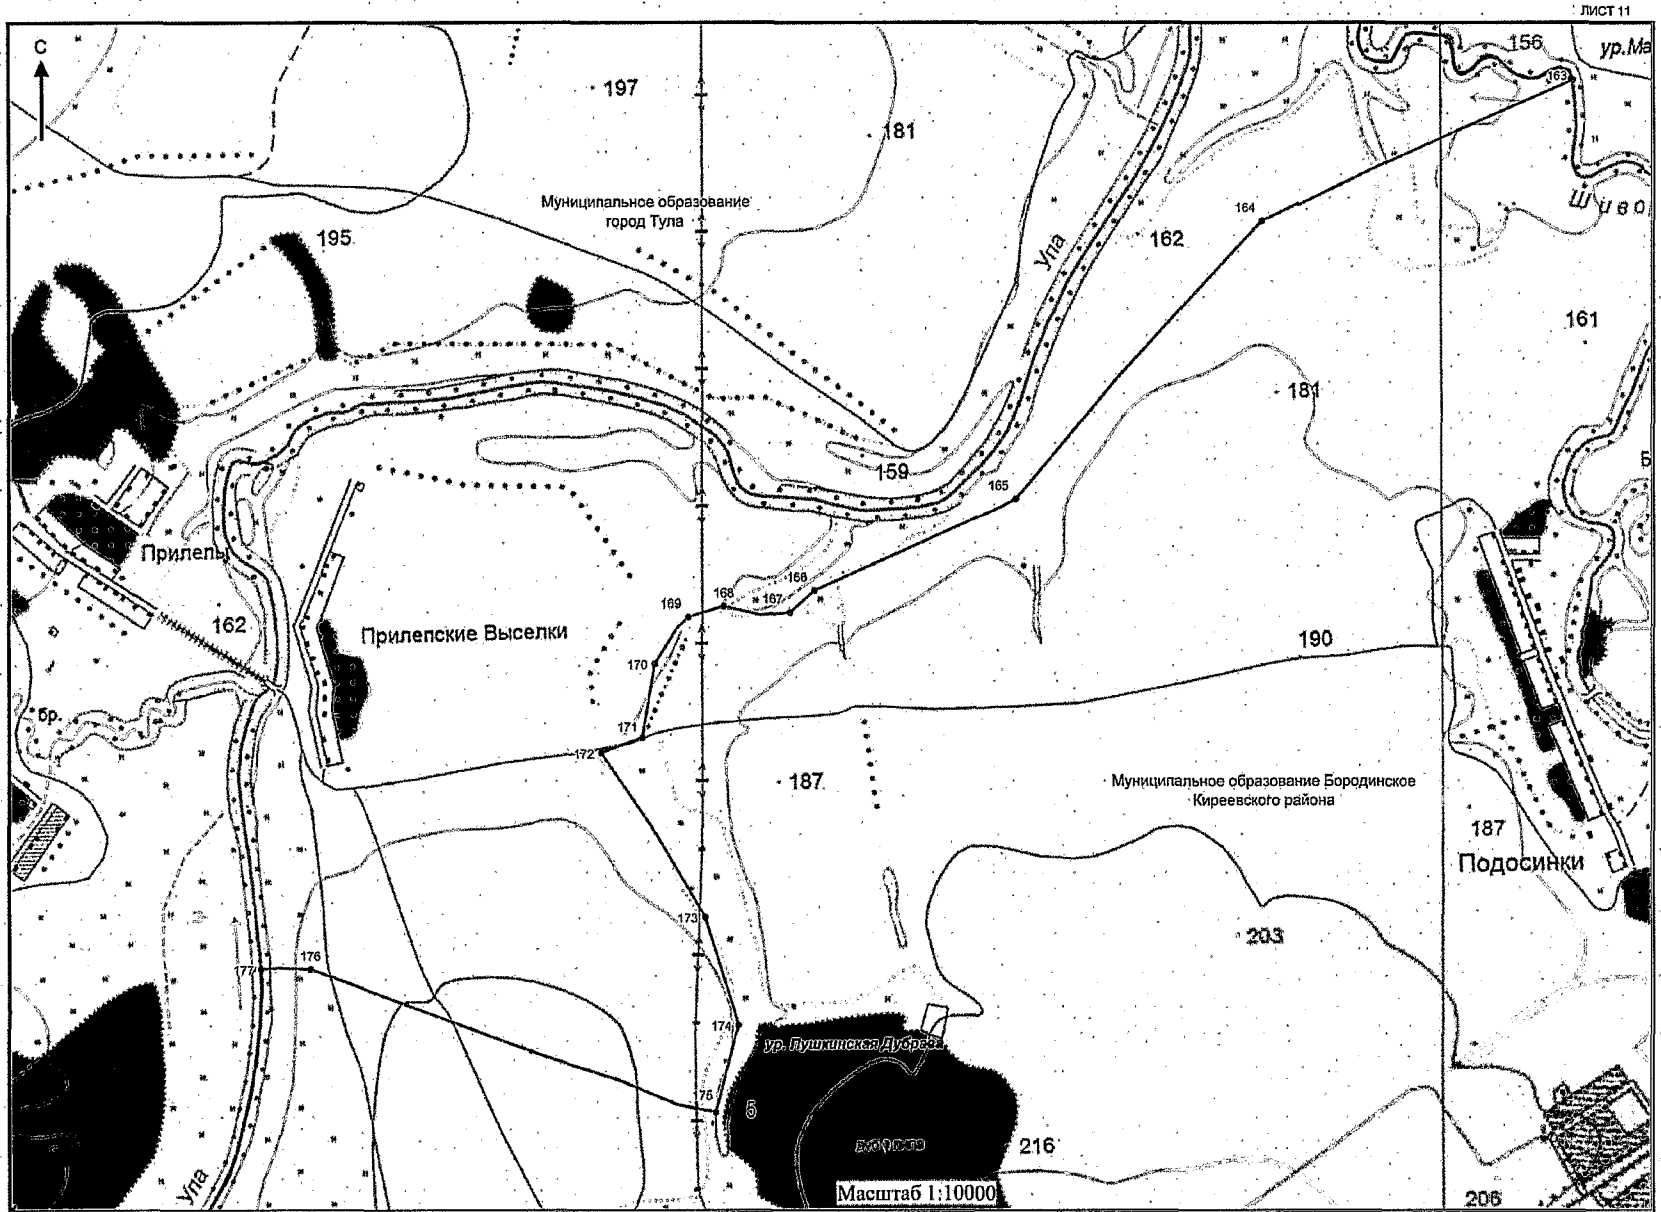 ЛИСТ 11
С
156
ур.Ма
163
197
181
Муниципальное образование
город Тула
164
195
Упа
162
161
181
159
165
Прилепы
166
168
167
169
162
Прилепские Выселки
190
170
бр.
171
172
187
Муниципальное образование Бородинское
Киреевского района
187
Подосинки
173
203
176
177
174
ур. Пушкинская Дубрава
75
5
216
Упа
Масштаб 1:10000
206